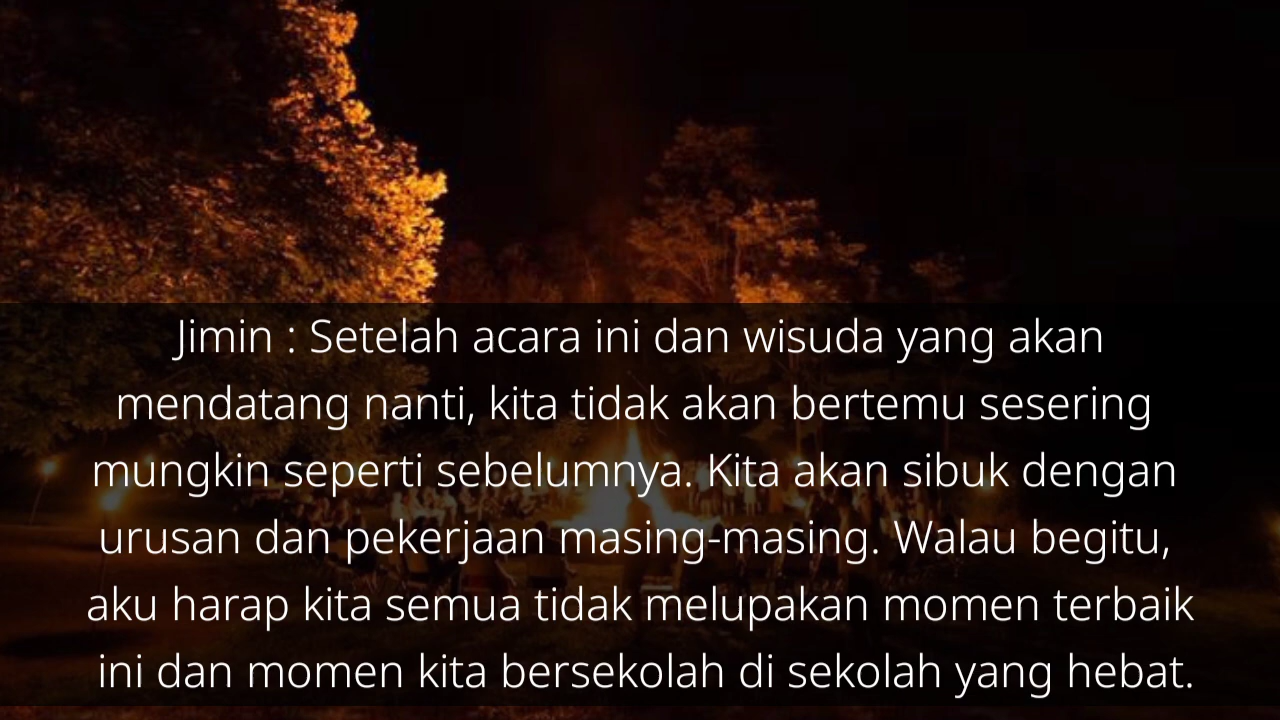 Jimin : Setelah acara ini dan wisuda yang akan
mendatang nanti, kita tidak akan bertemu sesering
mungkin seperti sebelumnya. Kita akan sibuk dengan
urusan dan pekerjaan masing-masing. Walau begitu,
aku harap kita semua tidak melupakan momen terbaik
ini dan momen kita bersekolah di sekolah yang hebat.